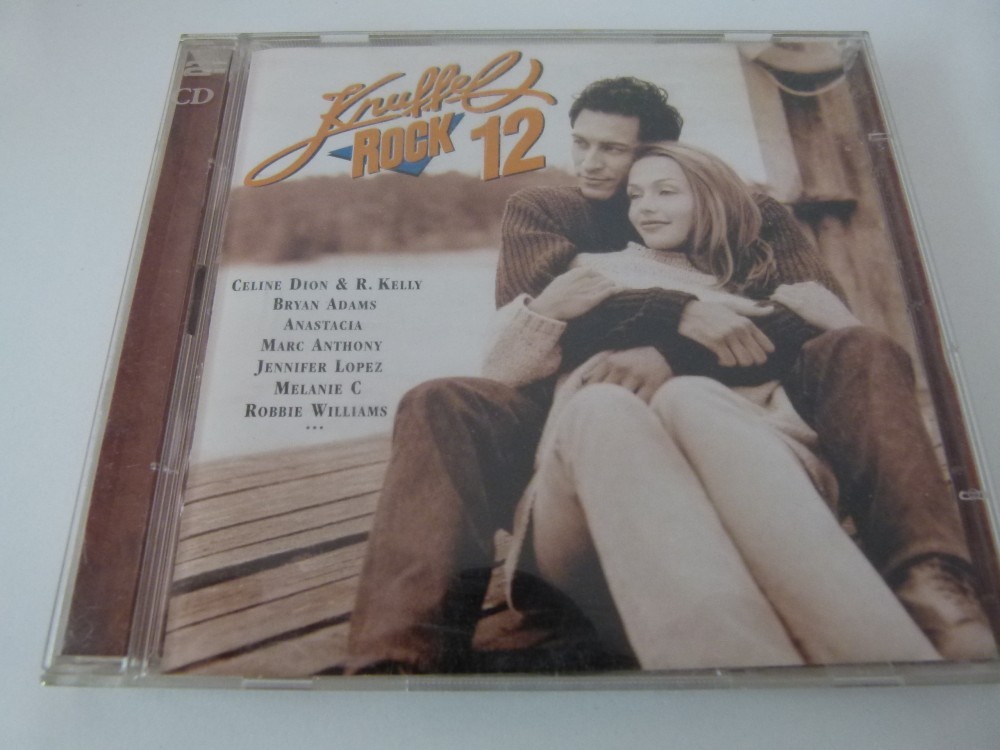 CD
Knuffel
ROCK 12
CELINE DION & R. KELLY
BRYAN ADAMS
ANASTACIA
MARC ANTHONY
JENNIFER LOPEZ
MELANIE C
ROBBIE WILLIAMS
...